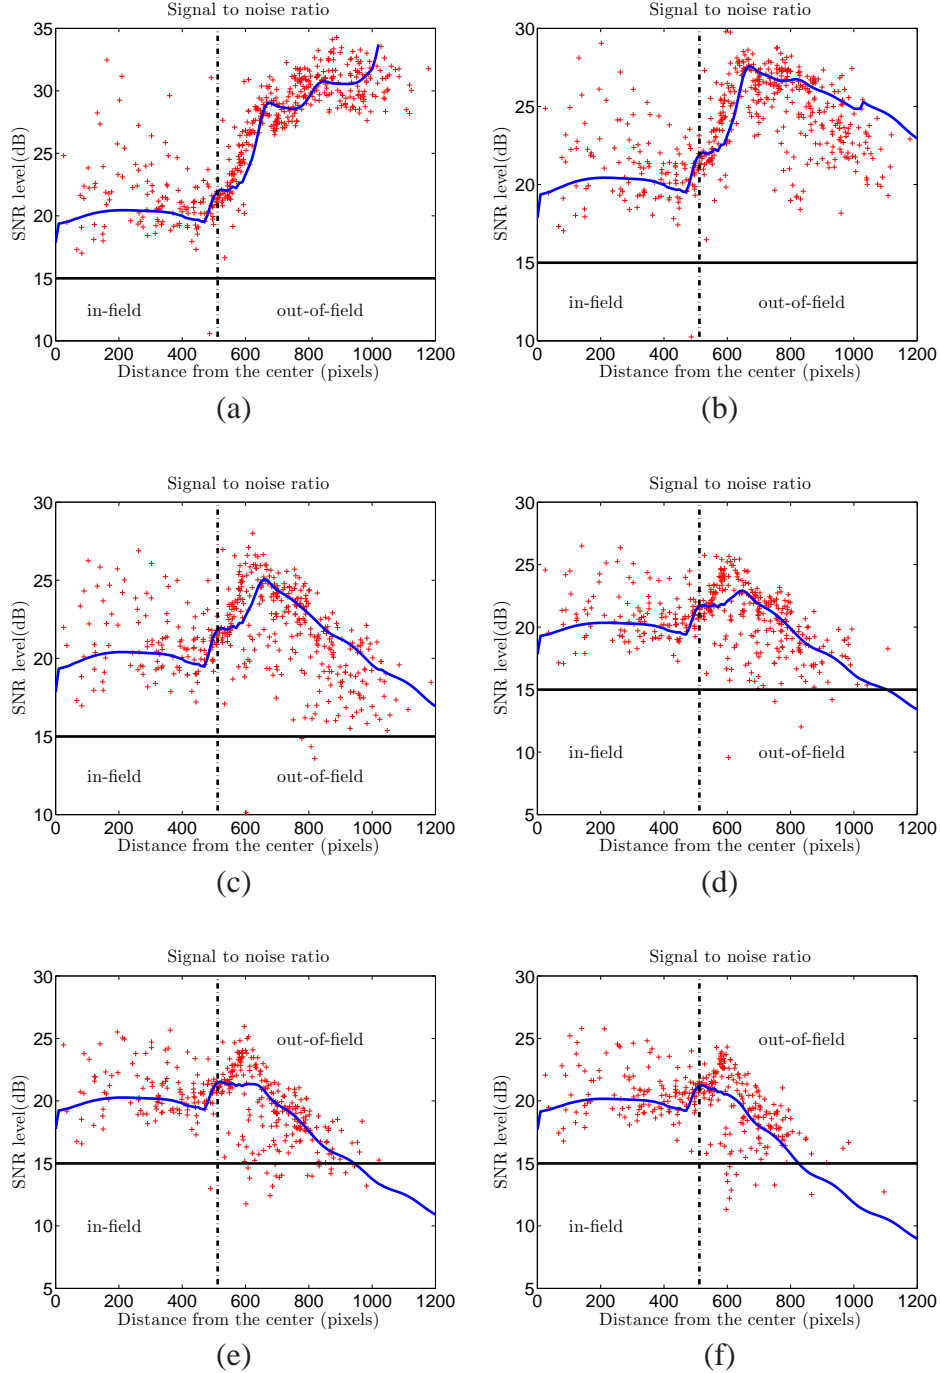 Signal to noise ratio
35
30
25
20
15
10
SNR level(dB)
in-field
out-of-field
0 200 400 600 800 1000 1200
Distance from the center (pixels)
(a)
Signal to noise ratio
30
25
20
15
10
SNR level(dB)
in-field
out-of-field
0 200 400 600 800 1000 1200
Distance from the center (pixels)
(b)
Signal to noise ratio
30
25
20
15
10
SNR level(dB)
in-field
out-of-field
0 200 400 600 800 1000 1200
Distance from the center (pixels)
(c)
Signal to noise ratio
30
25
20
15
10
5
SNR level(dB)
in-field
out-of-field
0 200 400 600 800 1000 1200
Distance from the center (pixels)
(d)
Signal to noise ratio
30
25
20
15
10
5
SNR level(dB)
out-of-field
in-field
0 200 400 600 800 1000 1200
Distance from the center (pixels)
(e)
Signal to noise ratio
30
25
20
15
10
5
SNR level(dB)
out-of-field
in-field
0 200 400 600 800 1000 1200
Distance from the center (pixels)
(f)